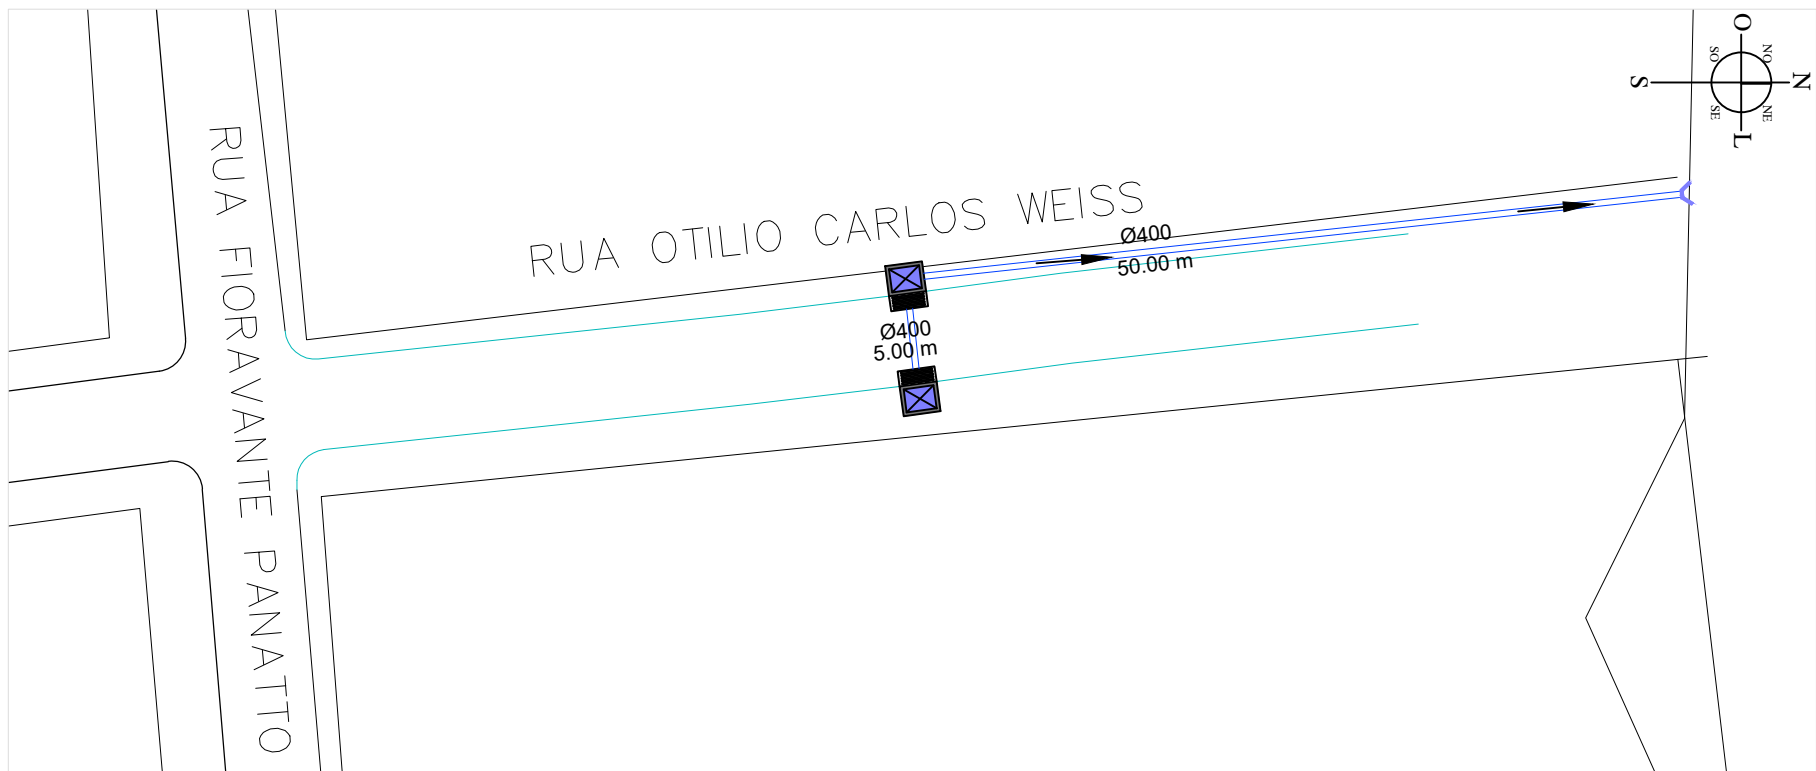 O
NO
SO
N
S
NE
SE
L
RUA FIORAVANTE PANATTO
RUA OTILIO CARLOS WEISS
Ø400
50.00 m
Ø400
5.00 m